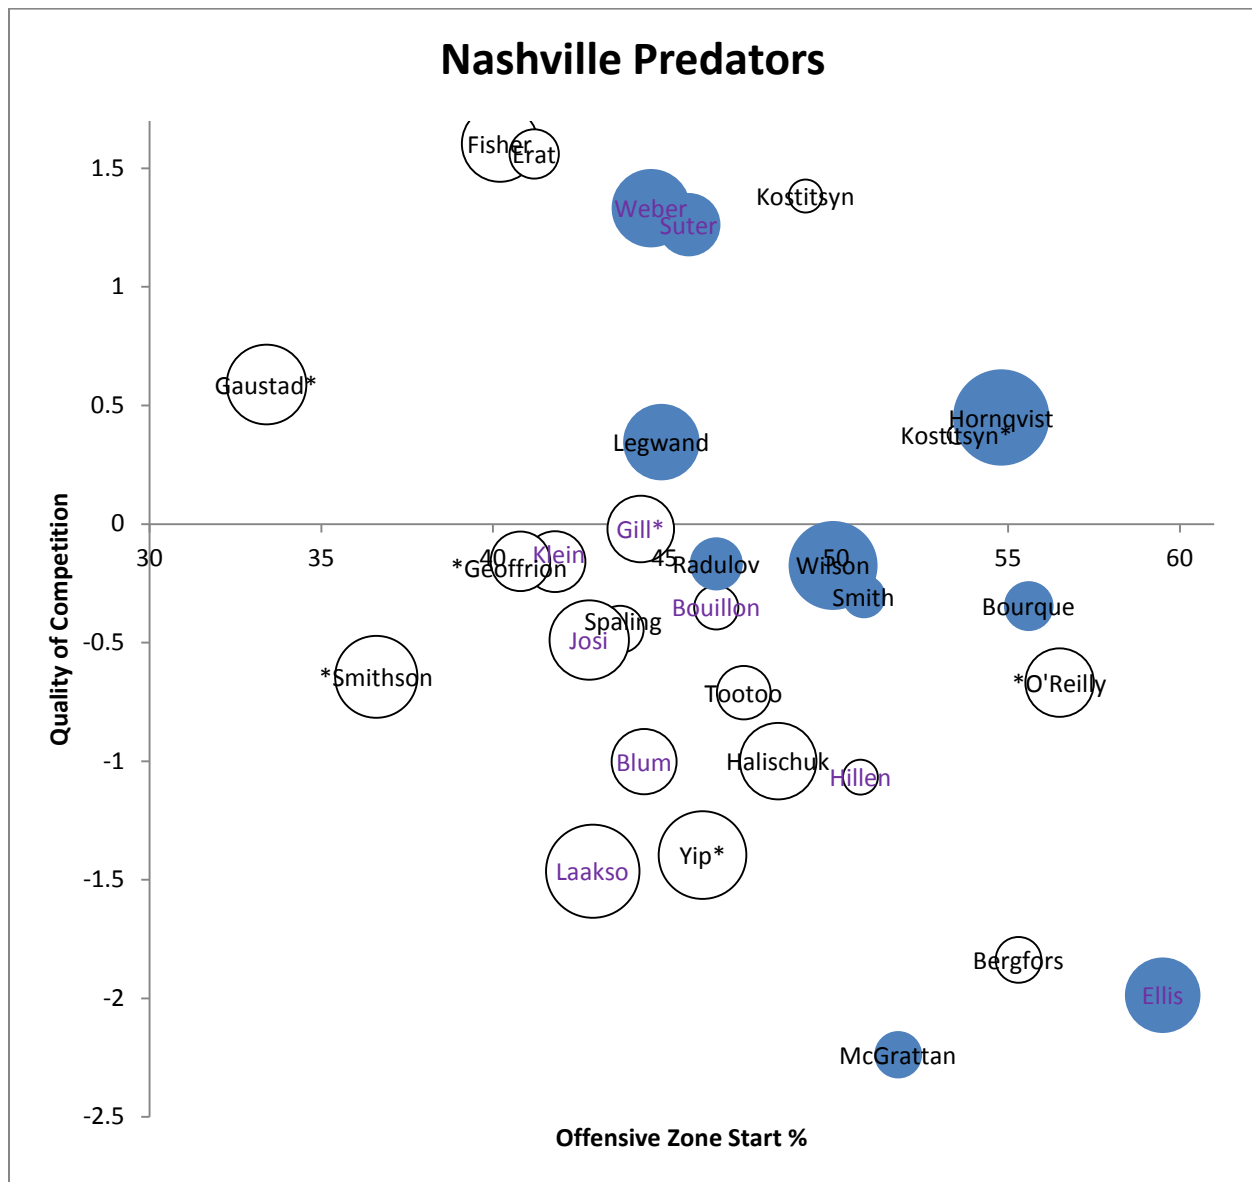 Nashville Predators
Fisher
Erat
1.5
Kostitsyn
Weber
Suter
1
Gaustad*
0.5
Hornqvist
Legwand
Kostitsyn*
0
Gill*
30
35
40
45
50
55
60
Klein
*Geoffrion
Radulov
Wilson
Smith
Bouillon
Bourque
Spaling
Josi
-0.5
*Smithson
*O'Reilly
Tootoo
Quality of Competition
-1
Blum
Halischuk
Hillen
Yip*
-1.5
Laakso
Bergfors
-2
Ellis
McGrattan
-2.5
Offensive Zone Start %